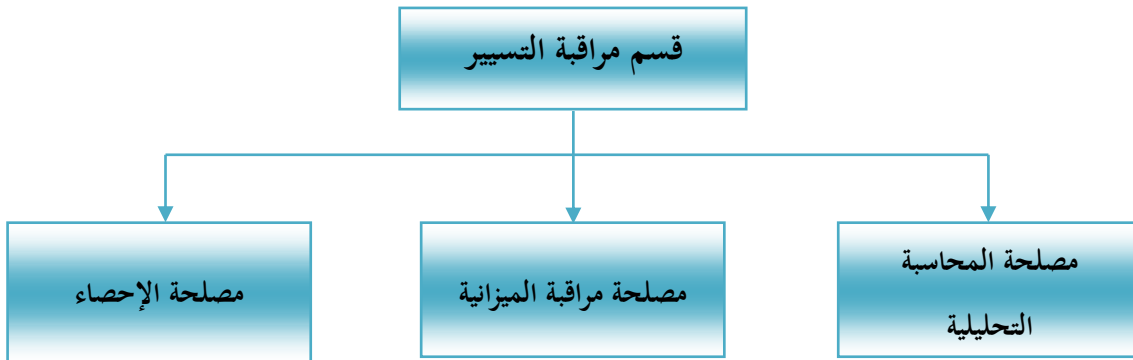 قسم مراقبة التسيير
مصلحة المحاسبة
التحليلية
مصلحة مراقبة الميزانية
مصلحة الإحصاء